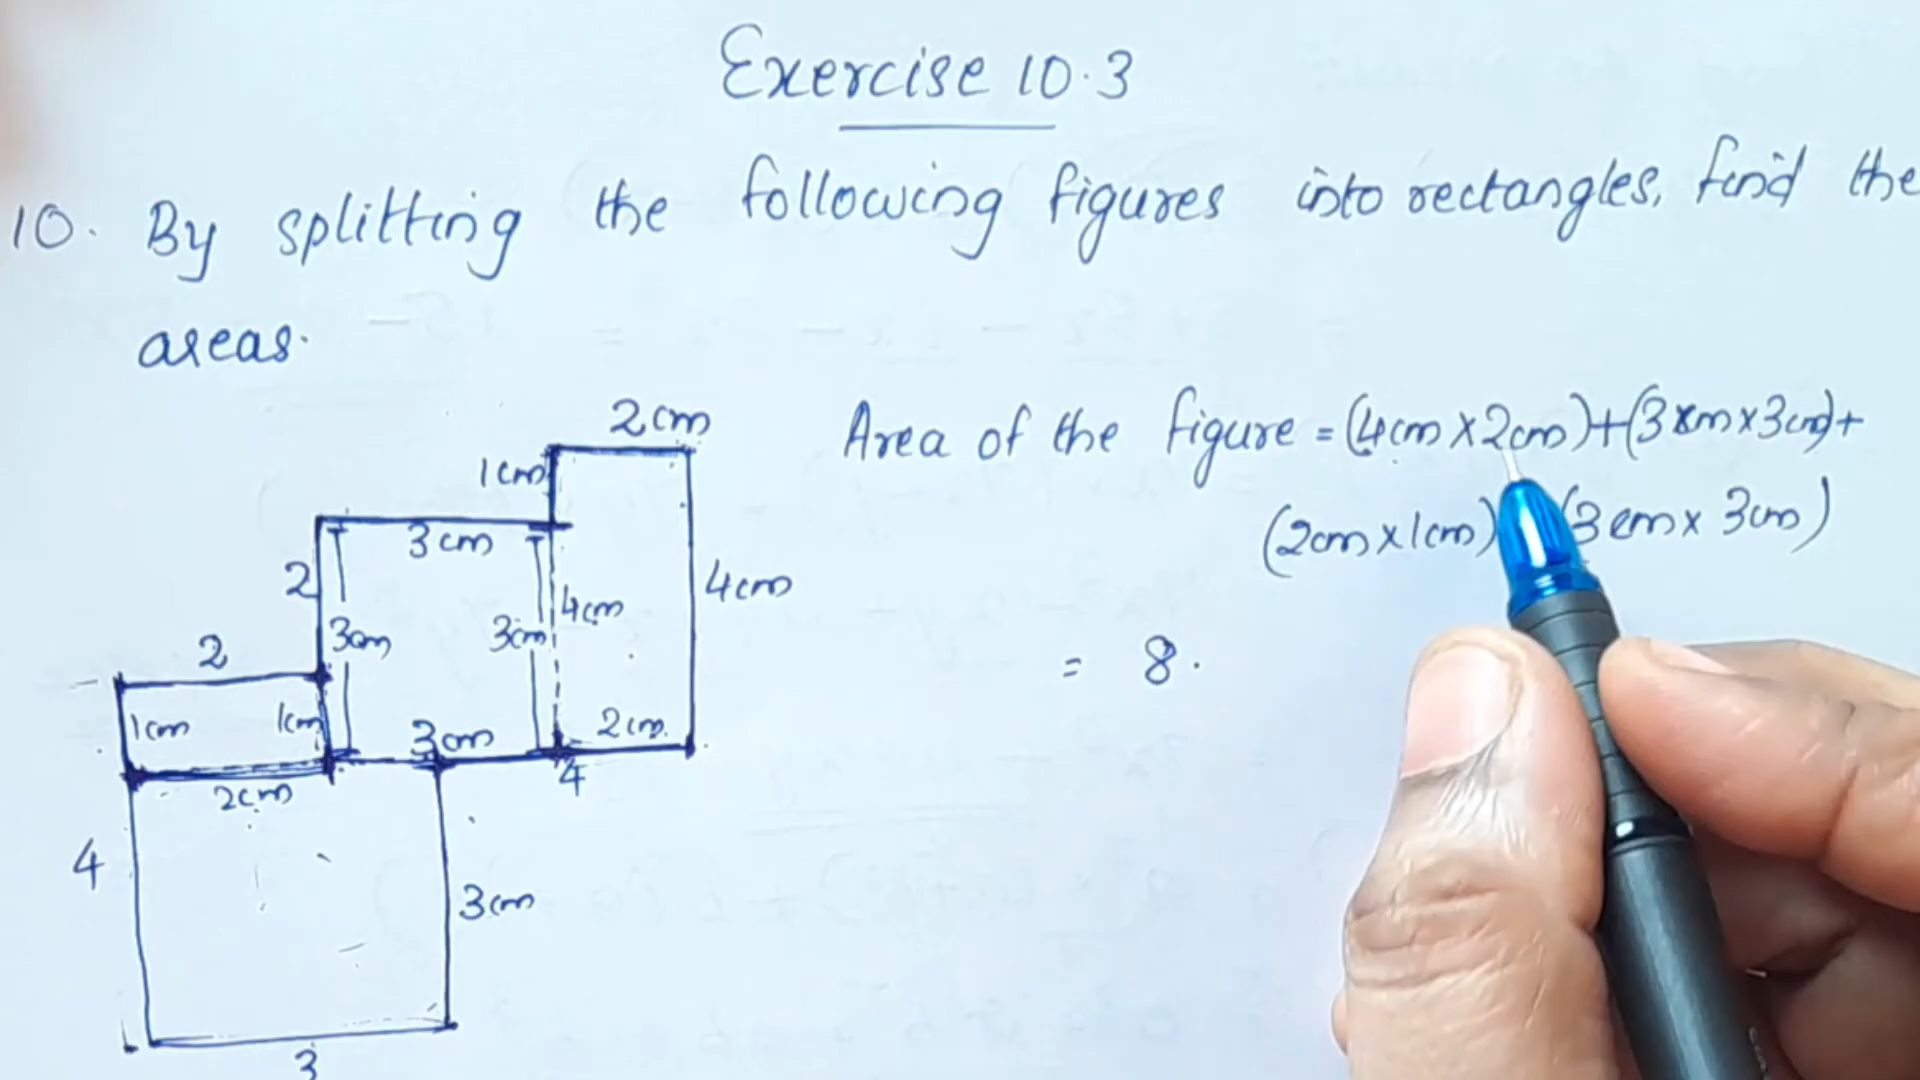 Exercise 10.3
10. By splitting the following figures into rectangles, find the
areas.
Area of the figure = (4cm x 2cm) + (3cm x 3cm) +
(2cm x 1cm) (3cm x 3cm)
= 8.
2cm
1cm
3cm
2
4cm
4cm
3cm
3cm
2
1cm
1cm
3cm
2cm
4
2cm
4
3cm
3